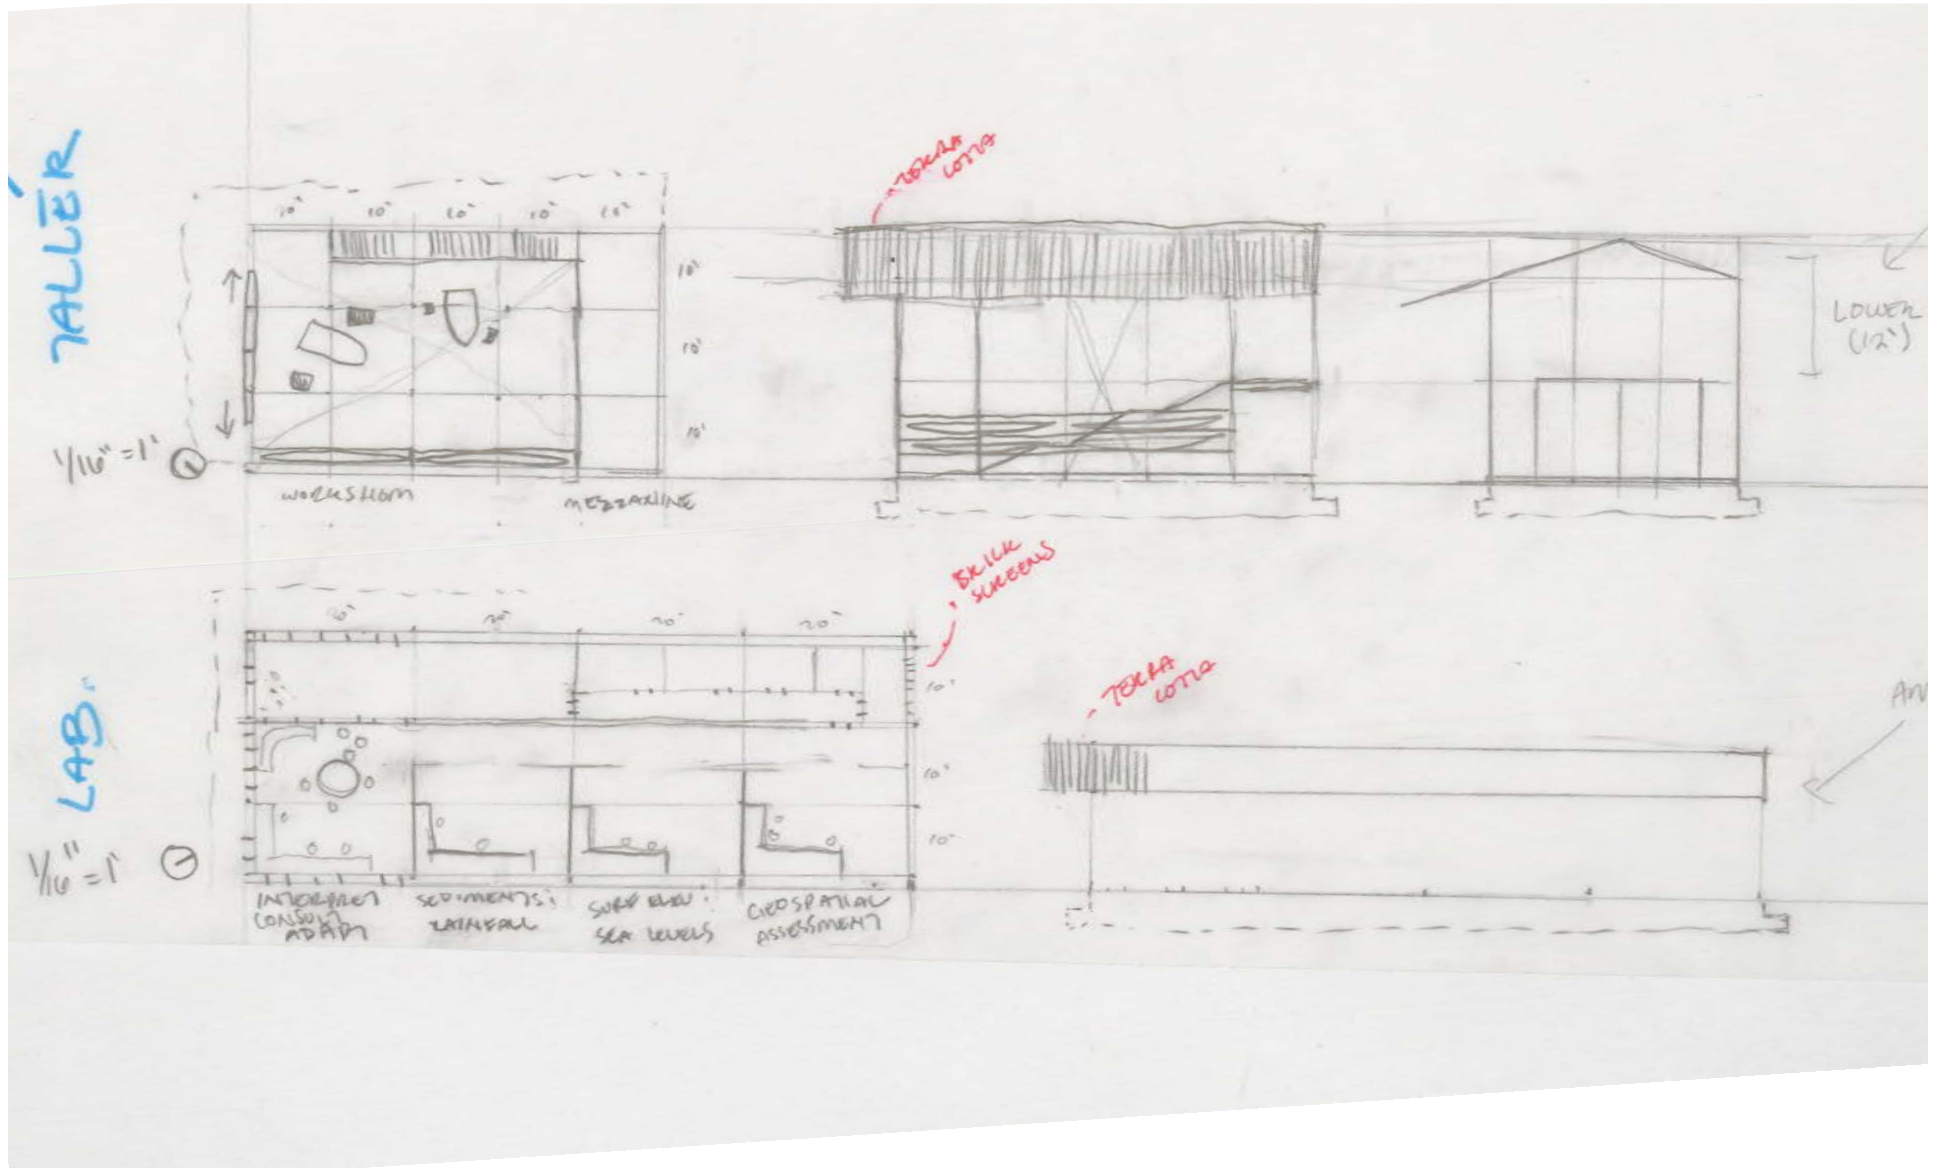 TALLER
TERRA
COTTA
10'
10'
10'
10'
10'
10'
10'
10'
LOWER
(12')
1/16" = 1'
WORKSHOP
MEZZANINE
BRICK
SCREENS
LAB.
20'
20'
20'
20'
10'
TERRA
COTTA
10'
10'
1/16" = 1'
INTERPRET
CONSULT
ADAPT
SEDIMENTS:
RAINFALL
SURF ELEV:
SEA LEVELS
GEOSPATIAL
ASSESSMENT